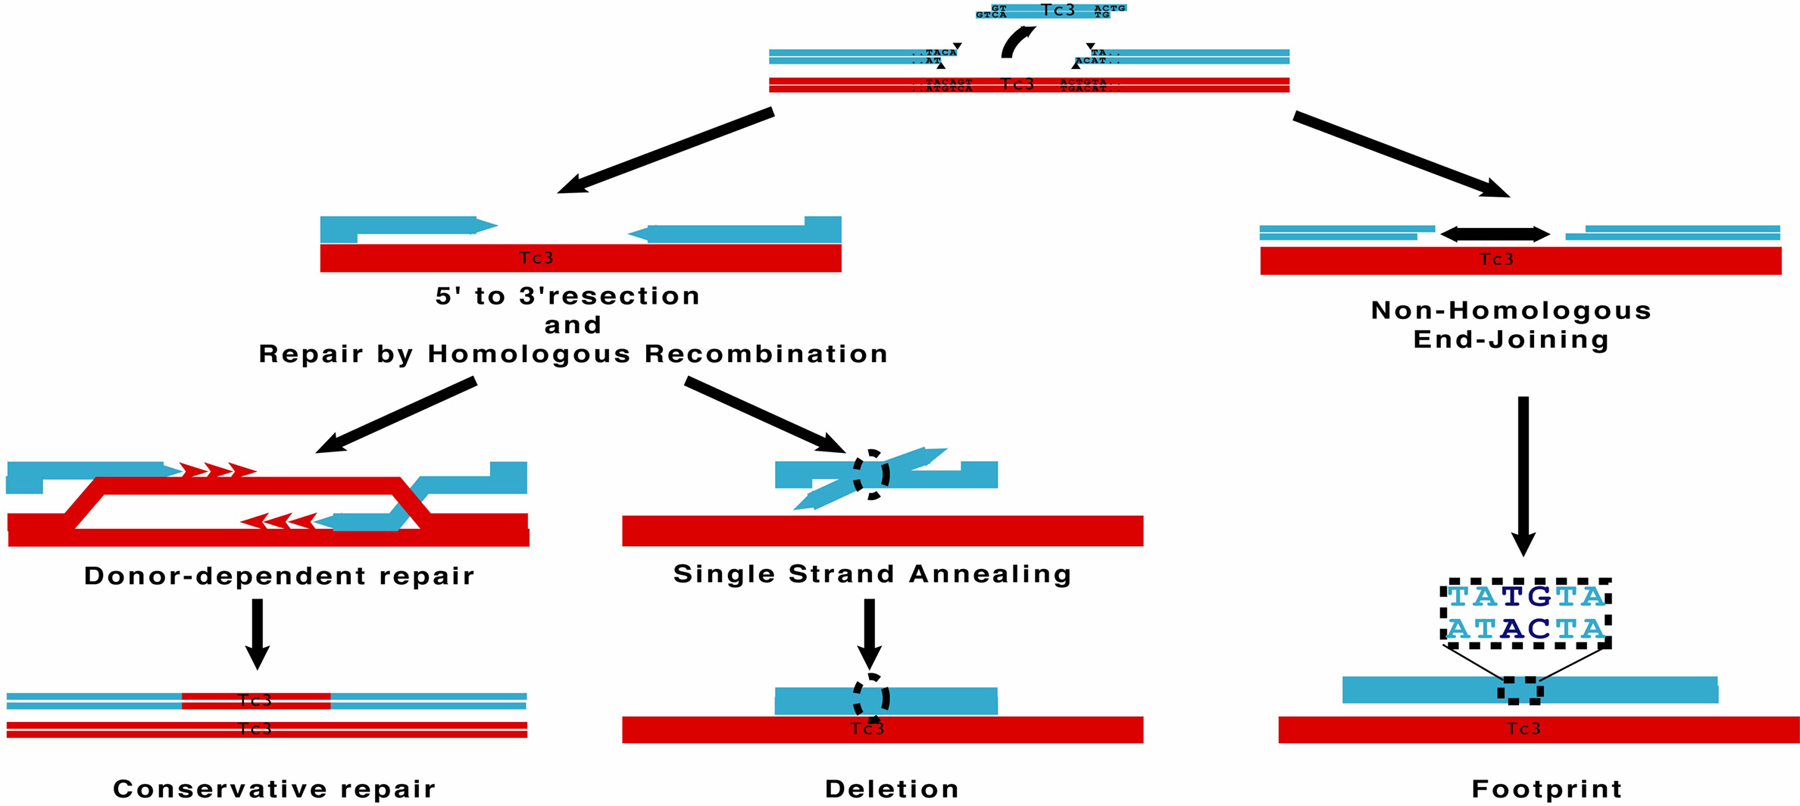 GT Tc3 ACTG
GTCA TG
..TACA TA..
..AT ACAT..
..TACAGT Tc3 ACTGTA..
..ATGTCA TGACAT..
Tc3
5' to 3'resection
and
Repair by Homologous Recombination
Tc3
Non-Homologous
End-Joining
Donor-dependent repair
Single Strand Annealing
TATGTA
ATACTA
Tc3
Tc3
Tc3
Tc3
Conservative repair
Deletion
Footprint